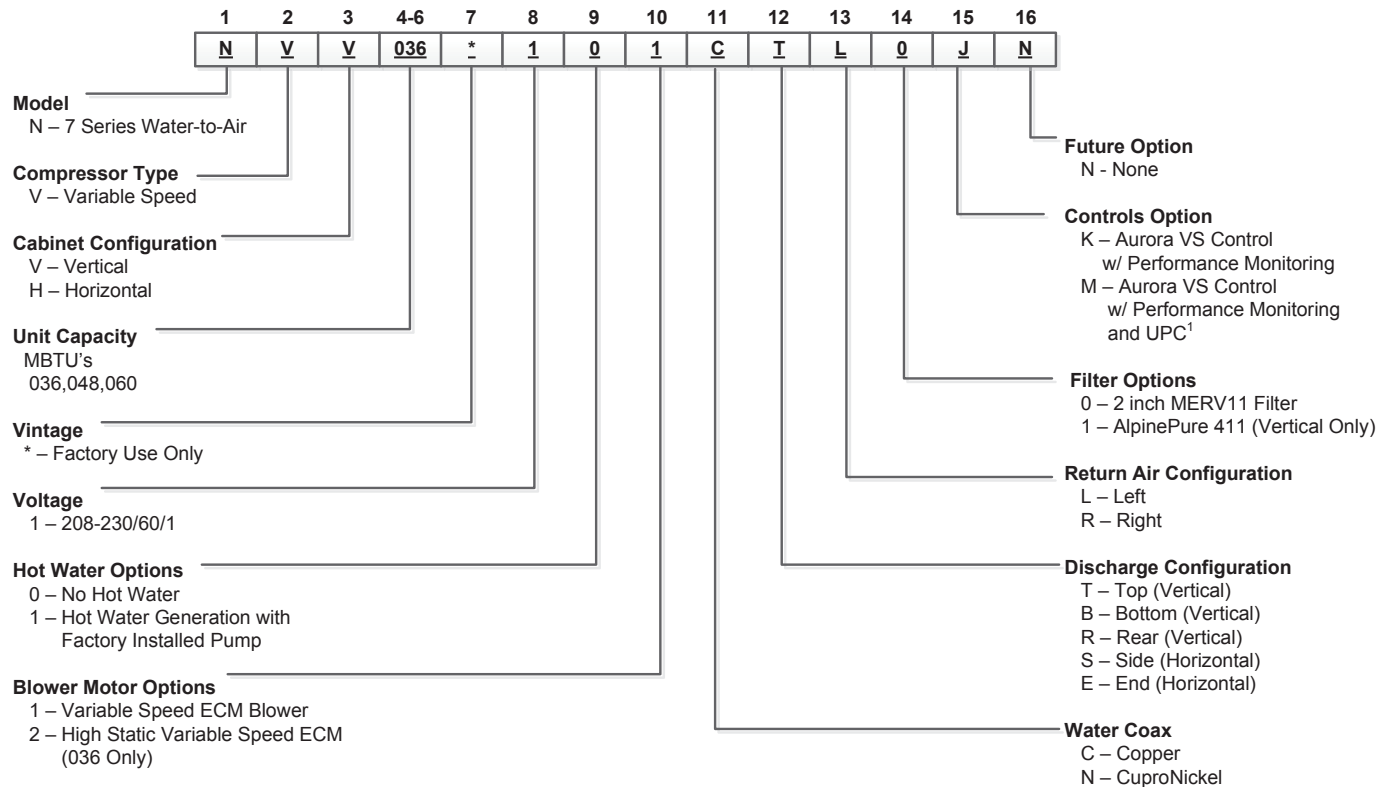 1 2 3 4-6 7 8 9 10 11 12 13 14 15 16
N V V 036 * 1 0 1 C T L 0 J N
Model
N – 7 Series Water-to-Air
Compressor Type
V – Variable Speed
Cabinet Configuration
V – Vertical
H – Horizontal
Unit Capacity
MBTU's
036,048,060
Vintage
* – Factory Use Only
Voltage
1 – 208-230/60/1
Hot Water Options
0 – No Hot Water
1 – Hot Water Generation with
Factory Installed Pump
Blower Motor Options
1 – Variable Speed ECM Blower
2 – High Static Variable Speed ECM
(036 Only)
Future Option
N - None
Controls Option
K – Aurora VS Control
w/ Performance Monitoring
M – Aurora VS Control
w/ Performance Monitoring
and UPC¹
Filter Options
0 – 2 inch MERV11 Filter
1 – AlpinePure 411 (Vertical Only)
Return Air Configuration
L – Left
R – Right
Discharge Configuration
T – Top (Vertical)
B – Bottom (Vertical)
R – Rear (Vertical)
S – Side (Horizontal)
E – End (Horizontal)
Water Coax
C – Copper
N – CuproNickel